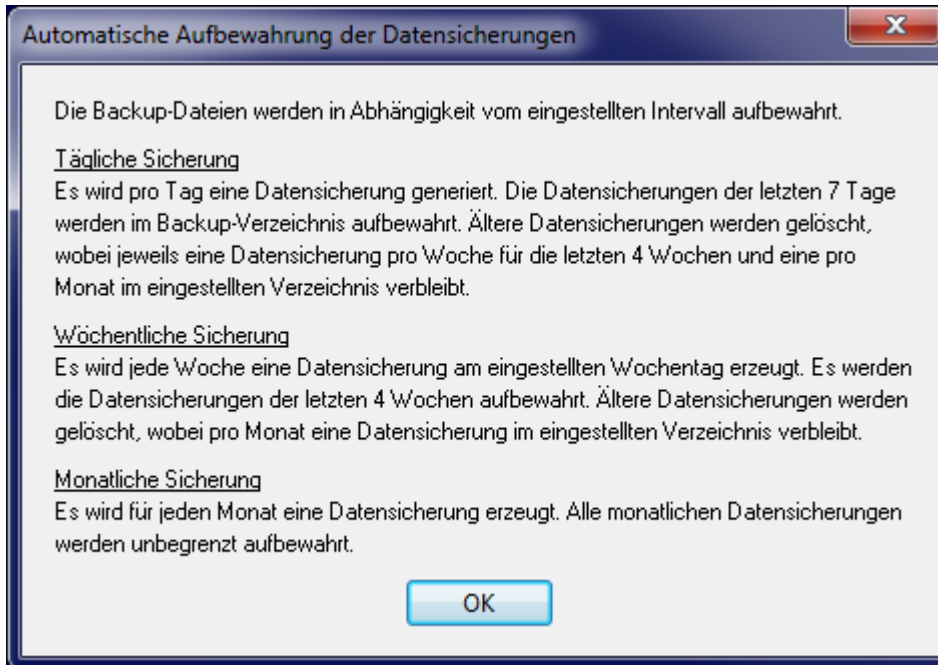 Automatische Aufbewahrung der Datensicherungen
Die Backup-Dateien werden in Abhängigkeit vom eingestellten Intervall aufbewahrt.
Tägliche Sicherung
Es wird pro Tag eine Datensicherung generiert. Die Datensicherungen der letzten 7 Tage
werden im Backup-Verzeichnis aufbewahrt. Ältere Datensicherungen werden gelöscht,
wobei jeweils eine Datensicherung pro Woche für die letzten 4 Wochen und eine pro
Monat im eingestellten Verzeichnis verbleibt.
Wöchentliche Sicherung
Es wird jede Woche eine Datensicherung am eingestellten Wochentag erzeugt. Es werden
die Datensicherungen der letzten 4 Wochen aufbewahrt. Ältere Datensicherungen werden
gelöscht, wobei pro Monat eine Datensicherung im eingestellten Verzeichnis verbleibt.
Monatliche Sicherung
Es wird für jeden Monat eine Datensicherung erzeugt. Alle monatlichen Datensicherungen
werden unbegrenzt aufbewahrt.
OK